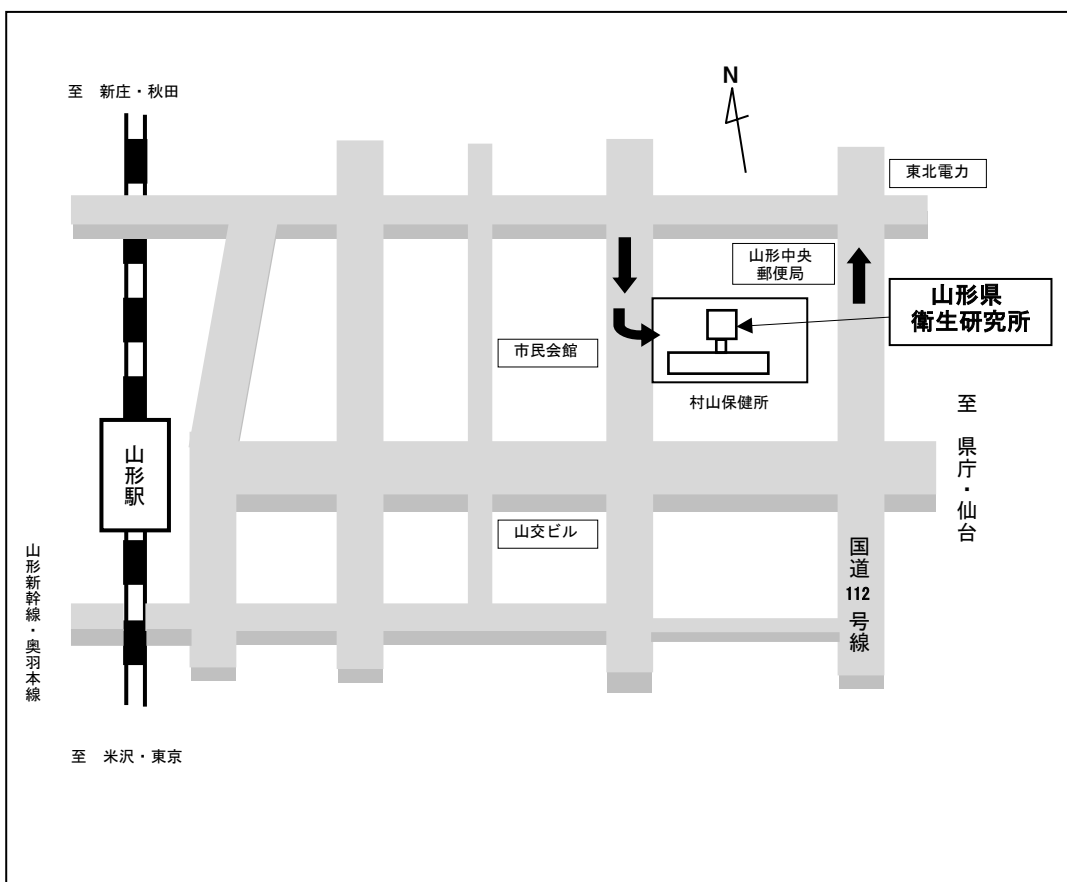 N
至　新庄・秋田
東北電力
山形中央
郵便局
山形県
衛生研究所
市民会館
村山保健所
至　県庁・仙台
山形駅
山交ビル
国道112号線
山形新幹線・奥羽本線
至　米沢・東京